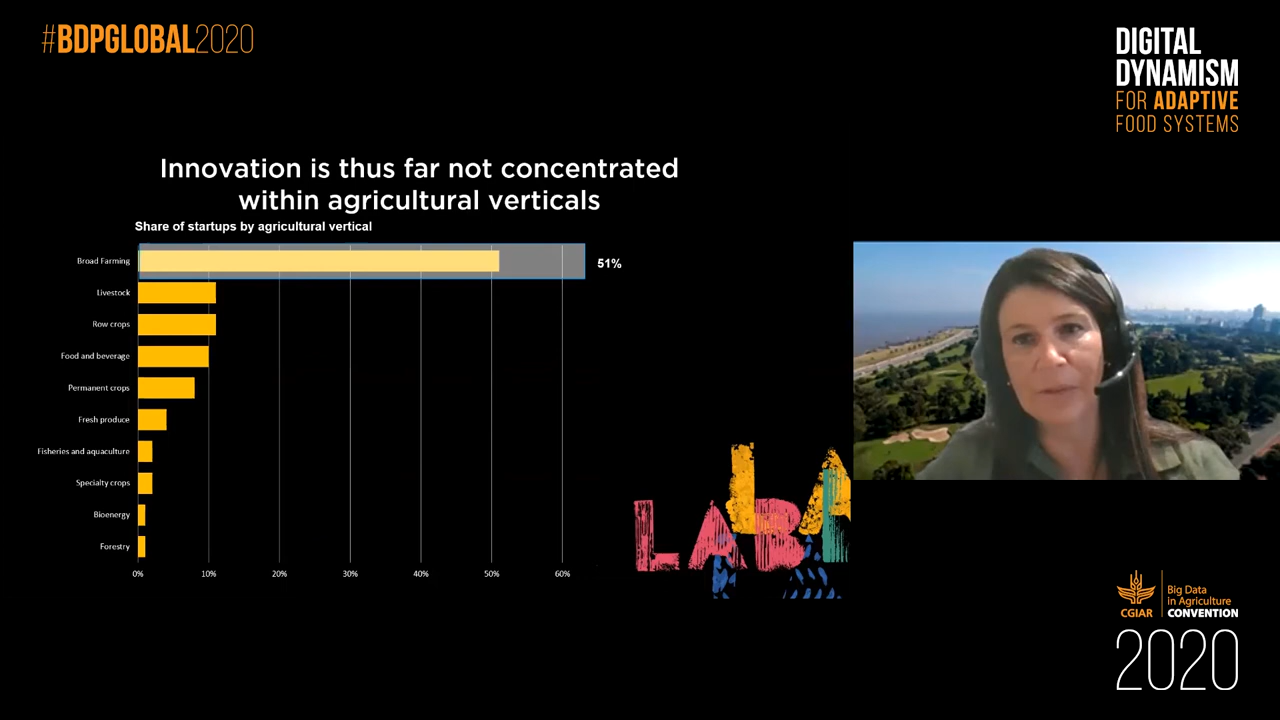 #BDPGLOBAL2020
DIGITAL
DYNAMISM
FOR ADAPTIVE
FOOD SYSTEMS
Innovation is thus far not concentrated
within agricultural verticals
Share of startups by agricultural vertical
Broad Farming
51%
Livestock
Row crops
Food and beverage
Permanent crops
Fresh produce
Fisheries and aquaculture
Specialty crops
Bioenergy
Forestry
0% 10% 20% 30% 40% 50% 60%
LAB
CGIAR
Big Data
in Agriculture
CONVENTION
2020